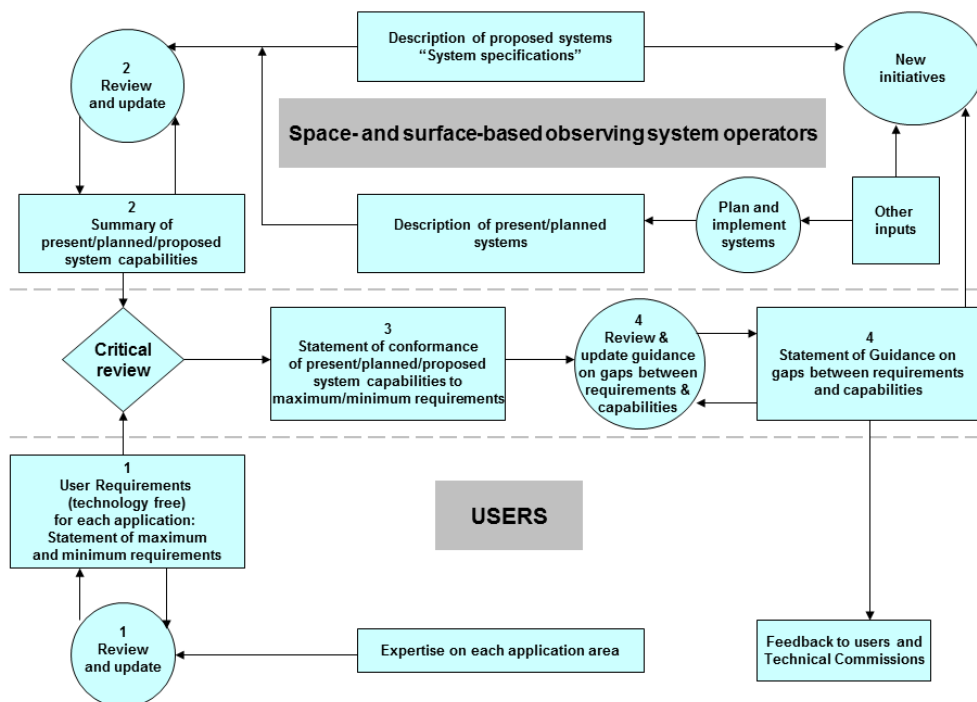 Description of proposed systems
“System specifications”
2
Review
and update
New
initiatives
Space- and surface-based observing system operators
2
Summary of
present/planned/proposed
system capabilities
Description of present/planned
systems
Plan and
implement
systems
Other
inputs
Critical
review
3
Statement of conformance
of present/planned/proposed
system capabilities to
maximum/minimum requirements
4
Review &
update guidance
on gaps between
requirements &
capabilities
4
Statement of Guidance on
gaps between requirements
and capabilities
1
User Requirements
(technology free)
for each application:
Statement of maximum
and minimum requirements
USERS
1
Review
and update
Expertise on each application area
Feedback to users and
Technical Commissions